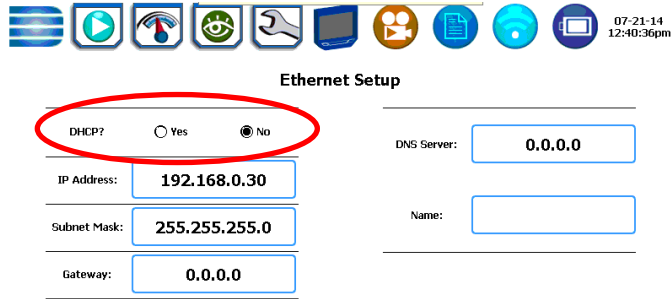 07-21-14
12:40:36pm
Ethernet Setup
DHCP? Yes No
IP Address: 192.168.0.30
Subnet Mask: 255.255.255.0
Gateway: 0.0.0.0
DNS Server: 0.0.0.0
Name: